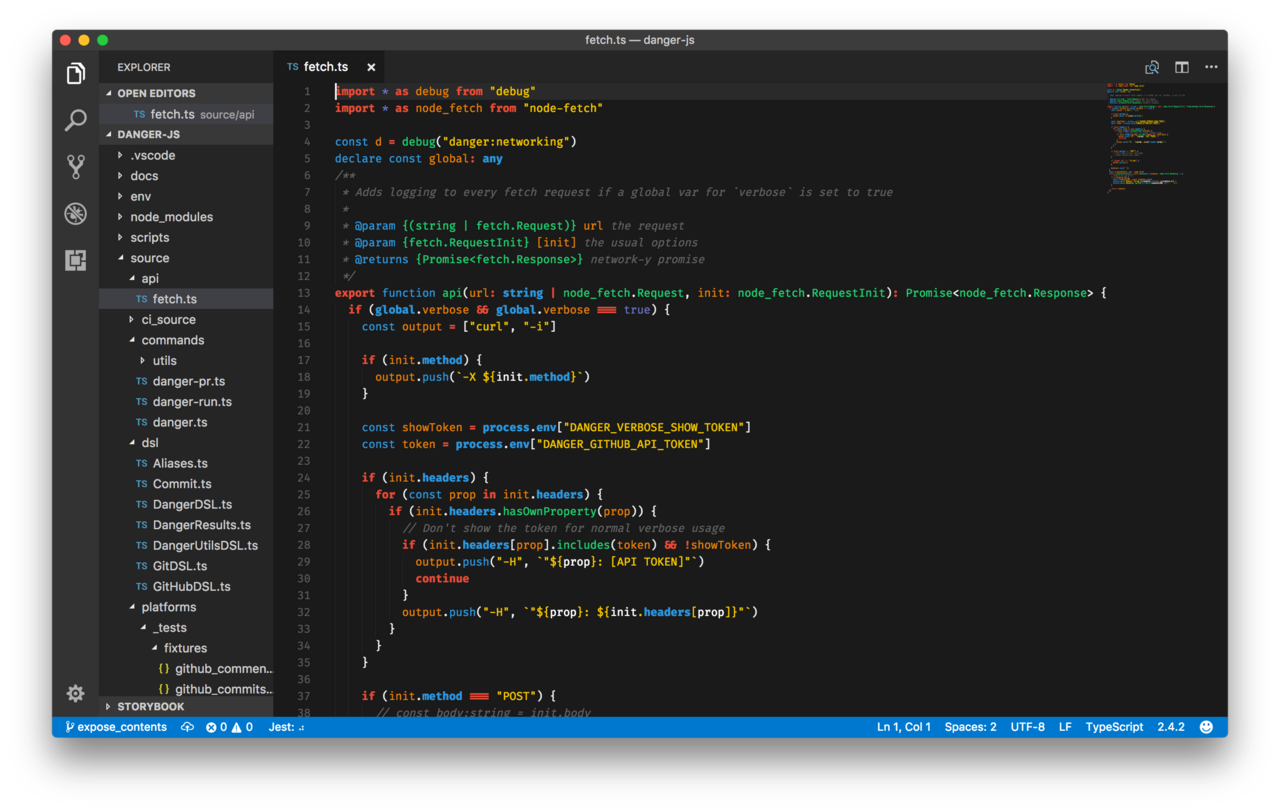 fetch.ts — danger-js
EXPLORER
OPEN EDITORS
TS fetch.ts source/api
DANGER-JS
.vscode
docs
env
node_modules
scripts
source
api
TS fetch.ts
ci_source
commands
utils
TS danger-pr.ts
TS danger-run.ts
TS danger.ts
dsl
TS Aliases.ts
TS Commit.ts
TS DangerDSL.ts
TS DangerResults.ts
TS DangerUtilsDSL.ts
TS GitDSL.ts
TS GitHubDSL.ts
platforms
_tests
fixtures
{} github_commen...
{} github_commits...
STORYBOOK
TS fetch.ts ×
1 import * as debug from "debug"
2 import * as node_fetch from "node-fetch"
3
4 const d = debug("danger:networking")
5 declare const global: any
6 /**
7 * Adds logging to every fetch request if a global var for `verbose` is set to true
8 *
9 * @param {(string | fetch.Request)} url the request
10 * @param {fetch.RequestInit} [init] the usual options
11 * @returns {Promise<fetch.Response>} network-y promise
12 */
13 export function api(url: string | node_fetch.Request, init: node_fetch.RequestInit): Promise<node_fetch.Response> {
14 if (global.verbose && global.verbose === true) {
15 const output = ["curl", "-i"]
16
17 if (init.method) {
18 output.push(`-X ${init.method}`)
19 }
20
21 const showToken = process.env["DANGER_VERBOSE_SHOW_TOKEN"]
22 const token = process.env["DANGER_GITHUB_API_TOKEN"]
23
24 if (init.headers) {
25 for (const prop in init.headers) {
26 if (init.headers.hasOwnProperty(prop)) {
27 // Don't show the token for normal verbose usage
28 if (init.headers[prop].includes(token) && !showToken) {
29 output.push("-H", `"${prop}: [API TOKEN]"`)
30 continue
31 }
32 output.push("-H", `"${prop}: ${init.headers[prop]}"`)
33 }
34 }
35 }
36
37 if (init.method === "POST") {
38 // const body:string = init.body
expose_contents 0 0 Jest: .: Ln 1, Col 1 Spaces: 2 UTF-8 LF TypeScript 2.4.2